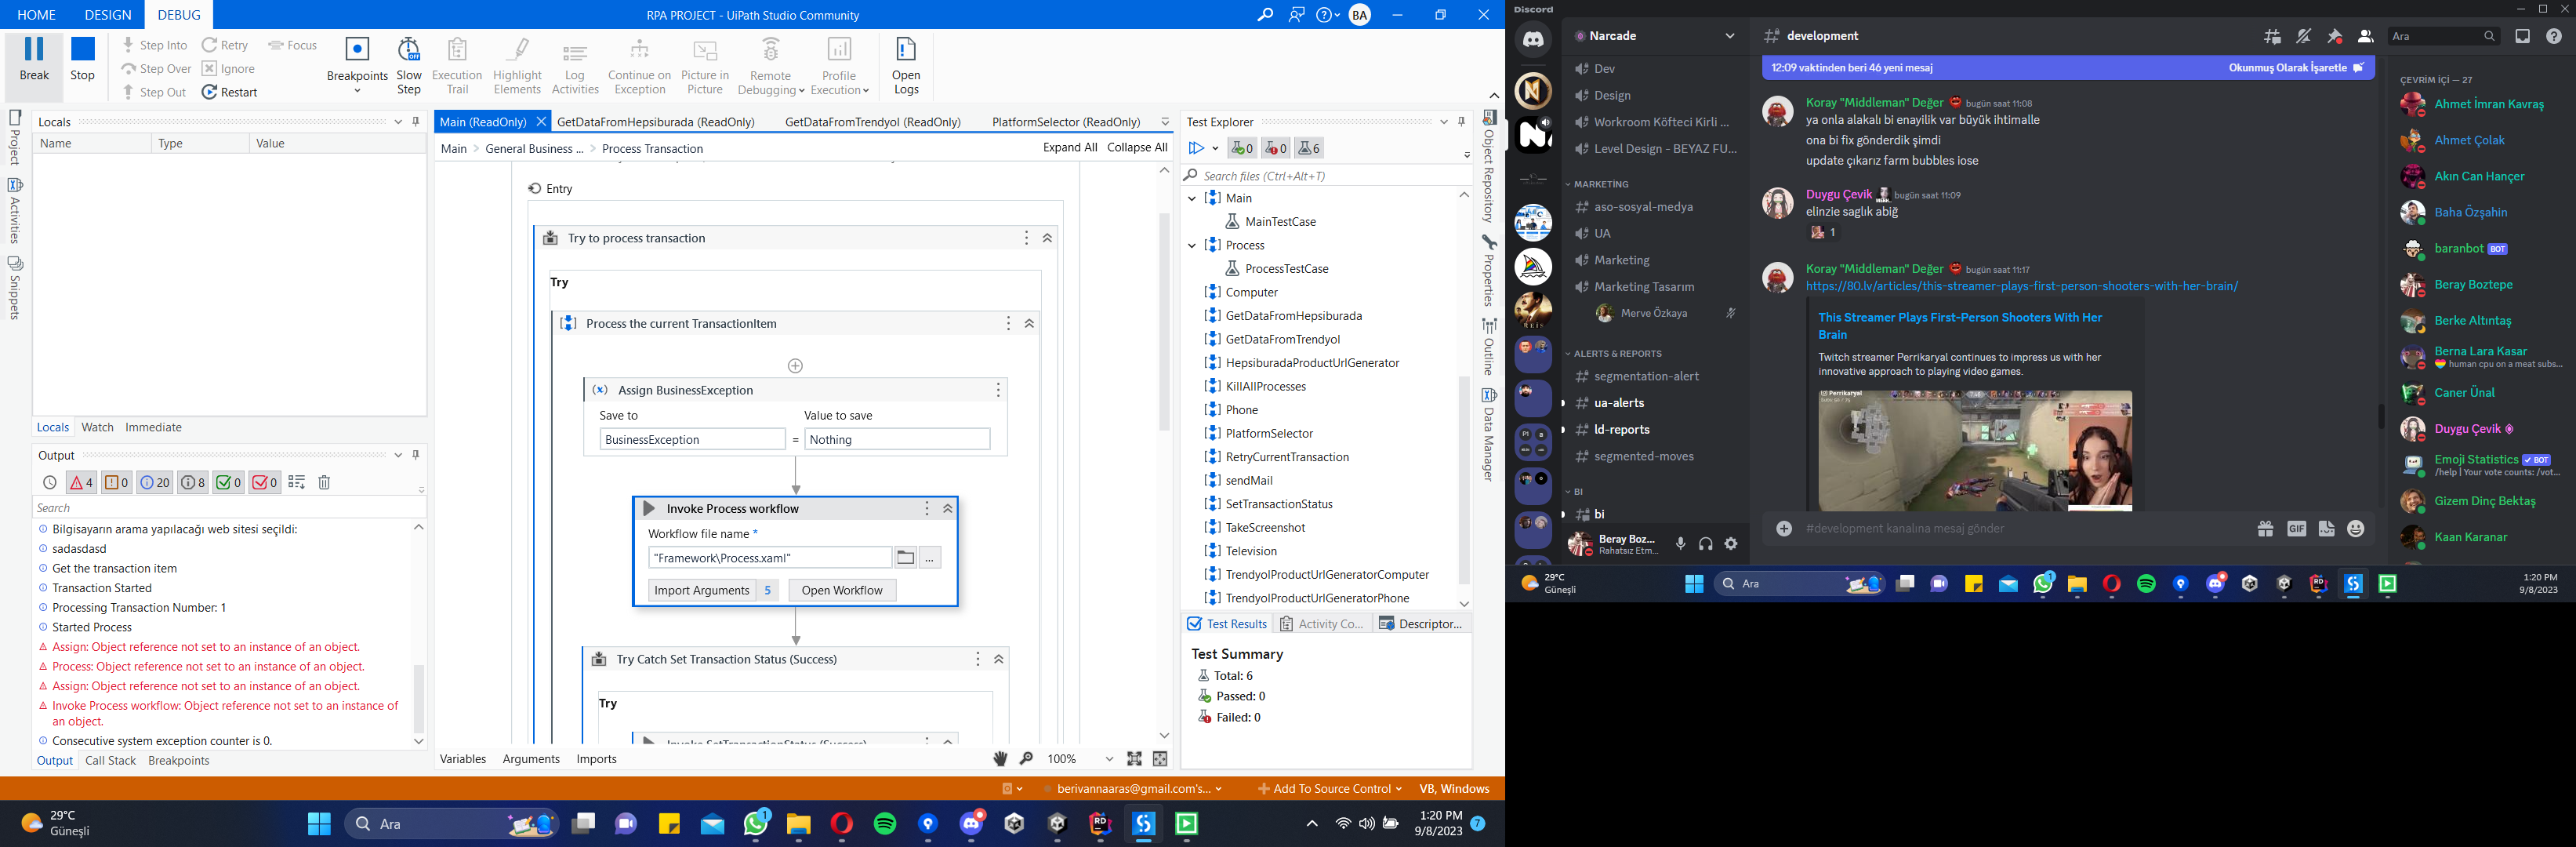 HOME DESIGN DEBUG
RPA PROJECT - UiPath Studio Community
BA
Break
Stop
Step Into
Step Over
Step Out
Retry
Ignore
Restart
Focus
Breakpoints
Slow Step
Execution Trail
Highlight Elements
Log Activities
Continue on Exception
Picture in Picture
Remote Debugging
Profile Execution
Open Logs
Project
Activities
Snippets
Locals
Name Type Value
Locals Watch Immediate
Output
4 0 20 8 0 0
Search
Bilgisayarın arama yapılacağı web sitesi seçildi:
sadasdasd
Get the transaction item
Transaction Started
Processing Transaction Number: 1
Started Process
Assign: Object reference not set to an instance of an object.
Process: Object reference not set to an instance of an object.
Assign: Object reference not set to an instance of an object.
Invoke Process workflow: Object reference not set to an instance of
an object.
Consecutive system exception counter is 0.
Output Call Stack Breakpoints
Main (ReadOnly) GetDataFromHepsiburada (ReadOnly) GetDataFromTrendyol (ReadOnly) PlatformSelector (ReadOnly)
Main > General Business ... > Process Transaction
Expand All Collapse All
Entry
Try to process transaction
Try
Process the current TransactionItem
Assign BusinessException
Save to Value to save
BusinessException = Nothing
Invoke Process workflow
Workflow file name *
"Framework\Process.xaml" ...
Import Arguments 5 Open Workflow
Try Catch Set Transaction Status (Success)
Try
Invoke SetTransactionStatus (Success)
Variables Arguments Imports
100%
Test Explorer
0 0 6
Search files (Ctrl+Alt+T)
Main
MainTestCase
Process
ProcessTestCase
Computer
GetDataFromHepsiburada
GetDataFromTrendyol
HepsiburadaProductUrlGenerator
KillAllProcesses
Phone
PlatformSelector
RetryCurrentTransaction
sendMail
SetTransactionStatus
TakeScreenshot
Television
TrendyolProductUrlGeneratorComputer
TrendyolProductUrlGeneratorPhone
Test Results Activity Co... Descriptor...
Test Summary
Total: 6
Passed: 0
Failed: 0
Object Repository
Properties
Outline
Data Manager
berivannaaras@gmail.com's...
Add To Source Control
VB, Windows
29°C
Güneşli
Ara
1
1:20 PM
9/8/2023
7
Discord
Narcade
Dev
Design
Workroom Köfteci Kirli ...
Level Design - BEYAZ FU...
MARKETİNG
aso-sosyal-medya
UA
Marketing
Marketing Tasarım
Merve Özkaya
ALERTS & REPORTS
segmentation-alert
ua-alerts
ld-reports
segmented-moves
BI
bi
Beray Boz...
Rahatsız Etm...
development
Ara
12:09 vaktinden beri 46 yeni mesaj
Okunmuş Olarak İşaretle
Koray "Middleman" Değer bugün saat 11:08
ya onla alakalı bi enayilik var büyük ihtimalle
ona bi fix gönderdik şimdi
update çıkarız farm bubbles iose
Duygu Çevik bugün saat 11:09
elinzie saglık abiğ
1
Koray "Middleman" Değer bugün saat 11:17
https://80.lv/articles/this-streamer-plays-first-person-shooters-with-her-brain/
This Streamer Plays First-Person Shooters With Her
Brain
Twitch streamer Perrikaryal continues to impress us with her
innovative approach to playing video games.
Perrikaryal
#development kanalına mesaj gönder
GIF
ÇEVRİM İÇİ — 27
Ahmet İmran Kavraş
Ahmet Çolak
Akın Can Hançer
Baha Özşahin
baranbot BOT
Beray Boztepe
Berke Altıntaş
Berna Lara Kasar
human cpu on a meat subs...
Caner Ünal
Duygu Çevik
Emoji Statistics BOT
/help | Your vote counts: /vot...
Gizem Dinç Bektaş
Kaan Karanar
29°C
Güneşli
Ara
1
1:20 PM
9/8/2023